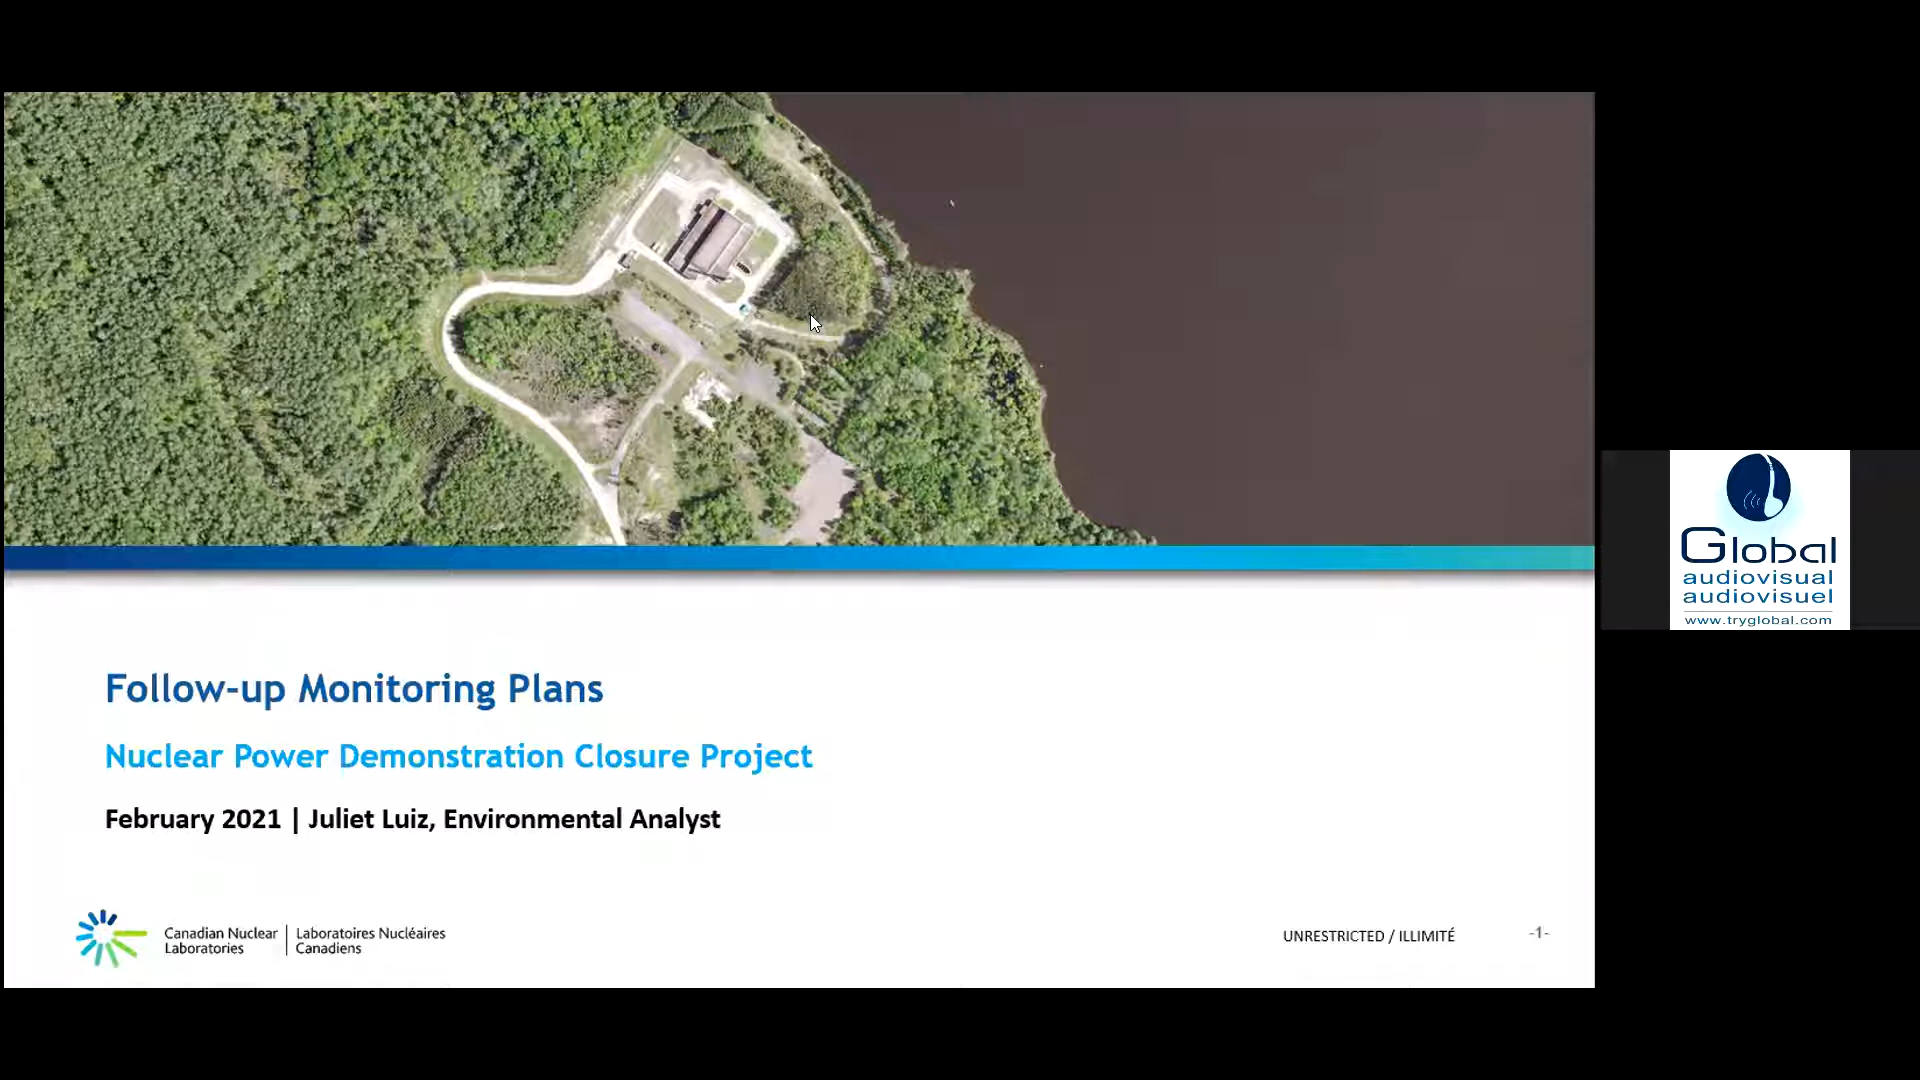 Follow-up Monitoring Plans
Nuclear Power Demonstration Closure Project
February 2021 | Juliet Luiz, Environmental Analyst
Canadian Nuclear
Laboratories
Laboratoires Nucléaires
Canadiens
UNRESTRICTED / ILLIMITÉ
-1-
Global
audiovisual
audiovisuel
www.tryglobal.com